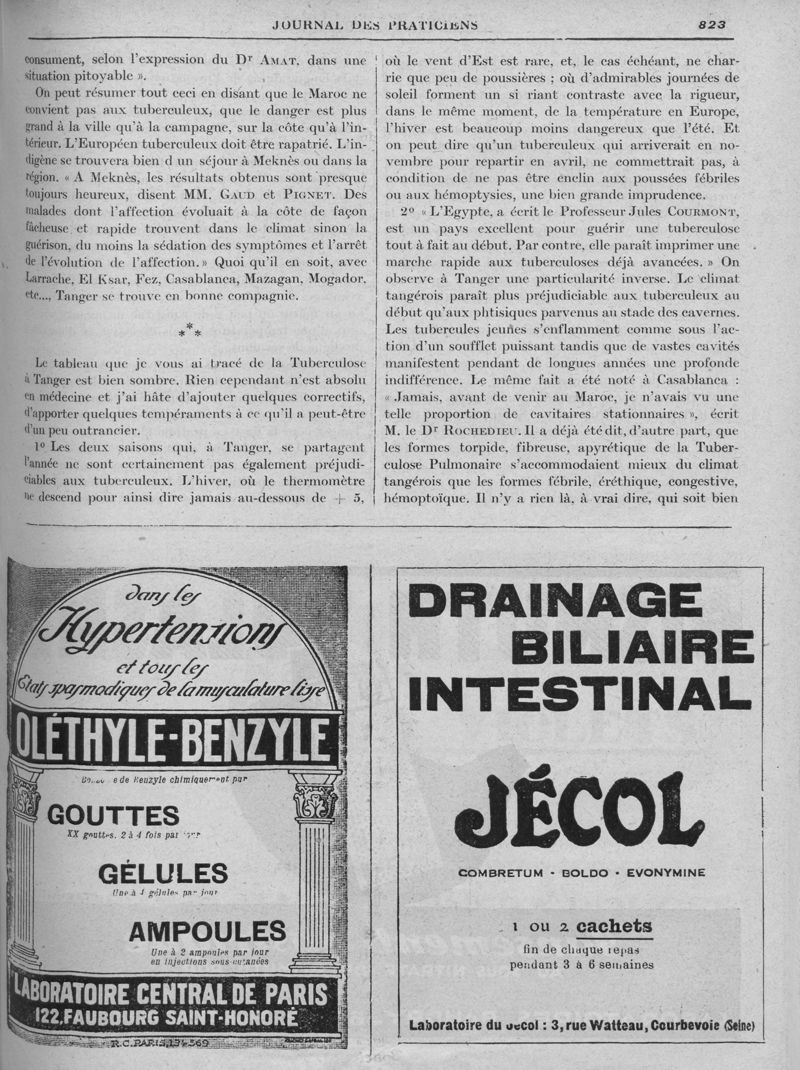 JOURNAL DES PRATICIENS
823
consument, selon l'expression du Dr AMAT, dans une
situation pitoyable ».
On peut résumer tout ceci en disant que le Maroc ne
convient pas aux tuberculeux, que le danger est plus
grand à la ville qu'à la campagne, sur la côte qu'à l'in-
térieur. L'Européen tuberculeux doit être rapatrié. L'in-
digène se trouvera bien d un séjour à Meknès ou dans la
région. « A Meknès, les résultats obtenus sont presque
toujours heureux, disent MM. GAUD et PIGNET. Des
malades dont l'affection évoluait à la côte de façon
fâcheuse et rapide trouvent dans le climat sinon la
guérison, du moins la sédation des symptômes et l'arrêt
de l'évolution de l'affection. » Quoi qu'il en soit, avec
Larrache, El Ksar, Fez, Casablanca, Mazagan, Mogador,
etc..., Tanger se trouve en bonne compagnie.
***
Le tableau que je vous ai tracé de la Tuberculose
à Tanger est bien sombre. Rien cependant n'est absolu
en médecine et j'ai hâte d'ajouter quelques correctifs,
d'apporter quelques tempéraments à ce qu'il a peut-être
d'un peu outrancier.
1º Les deux saisons qui, à Tanger, se partagent
l'année ne sont certainement pas également préjudi-
ciables aux tuberculeux. L'hiver, où le thermomètre
ne descend pour ainsi dire jamais au-dessous de + 5,
où le vent d'Est est rare, et, le cas échéant, ne char-
rie que peu de poussières ; où d'admirables journées de
soleil forment un si riant contraste avec la rigueur,
dans le même moment, de la température en Europe,
l'hiver est beaucoup moins dangereux que l'été. Et
on peut dire qu'un tuberculeux qui arriverait en no-
vembre pour repartir en avril, ne commettrait pas, à
condition de ne pas être enclin aux poussées fébriles
ou aux hémoptysies, une bien grande imprudence.
2º « L'Egypte, a écrit le Professeur Jules COURMONT,
est un pays excellent pour guérir une tuberculose
tout à fait au début. Par contre, elle paraît imprimer une
marche rapide aux tuberculoses déjà avancées. » On
observe à Tanger une particularité inverse. Le climat
tangérois paraît plus préjudiciable aux tuberculeux au
début qu'aux phtisiques parvenus au stade des cavernes.
Les tubercules jeunes s'enflamment comme sous l'ac-
tion d'un soufflet puissant tandis que de vastes cavités
manifestent pendant de longues années une profonde
indifférence. Le même fait a été noté à Casablanca :
« Jamais, avant de venir au Maroc, je n'avais vu une
telle proportion de cavitaires stationnaires », écrit
M. le Dr ROCHEDIEU. Il a déjà été dit, d'autre part, que
les formes torpide, fibreuse, apyrétique de la Tuber-
culose Pulmonaire s'accommodaient mieux du climat
tangérois que les formes fébrile, éréthique, congestive,
hémoptoïque. Il n'y a rien là, à vrai dire, qui soit bien
dans les
Hypertensions
et tous les
Etats spasmodiques de la musculature lisse
OLÉTHYLE-BENZYLE
e de Benzyle chimiquement pur
GOUTTES
XX gouttes, 2 à 4 fois par jour
GÉLULES
Une à gélules par jour
AMPOULES
Une à 2 ampoules par jour
en injections sous-cutanées
LABORATOIRE CENTRAL DE PARIS
122, FAUBOURG SAINT-HONORÉ
R.C. PARIS,
DRAINAGE
BILIAIRE
INTESTINAL
JÉCOL
COMBRETUM - BOLDO - EVONYMINE
1 OU 2 cachets
fin de chaque repas
pendant 3 à 6 semaines
Laboratoire du Jécol : 3, rue Watteau, Courbevoie (Seine)